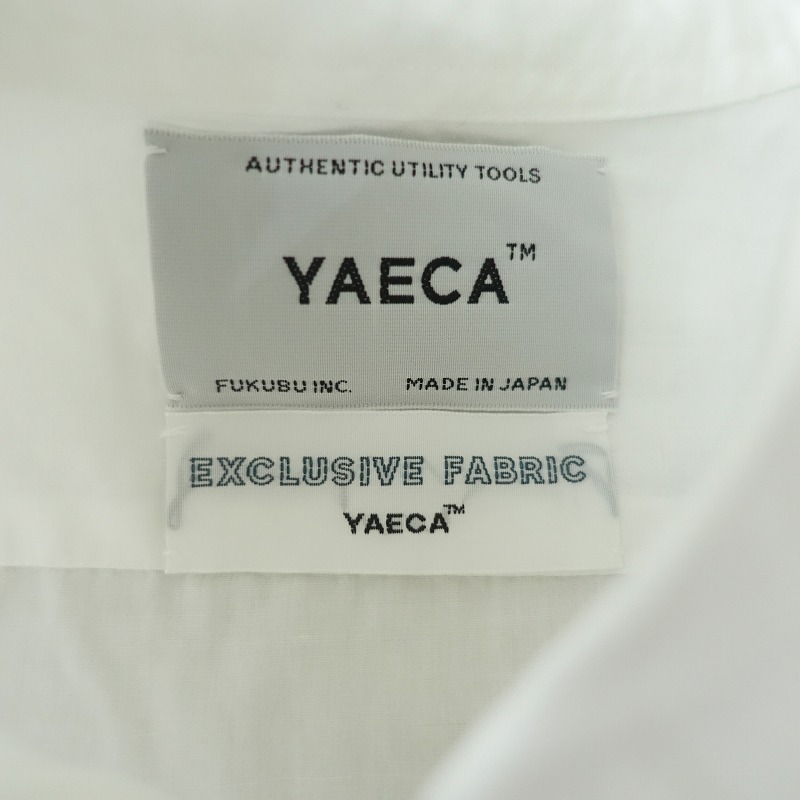 AUTHENTIC UTILITY TOOLS
YAECA™
FUKUBU INC. MADE IN JAPAN
EXCLUSIVE FABRIC
YAECA™